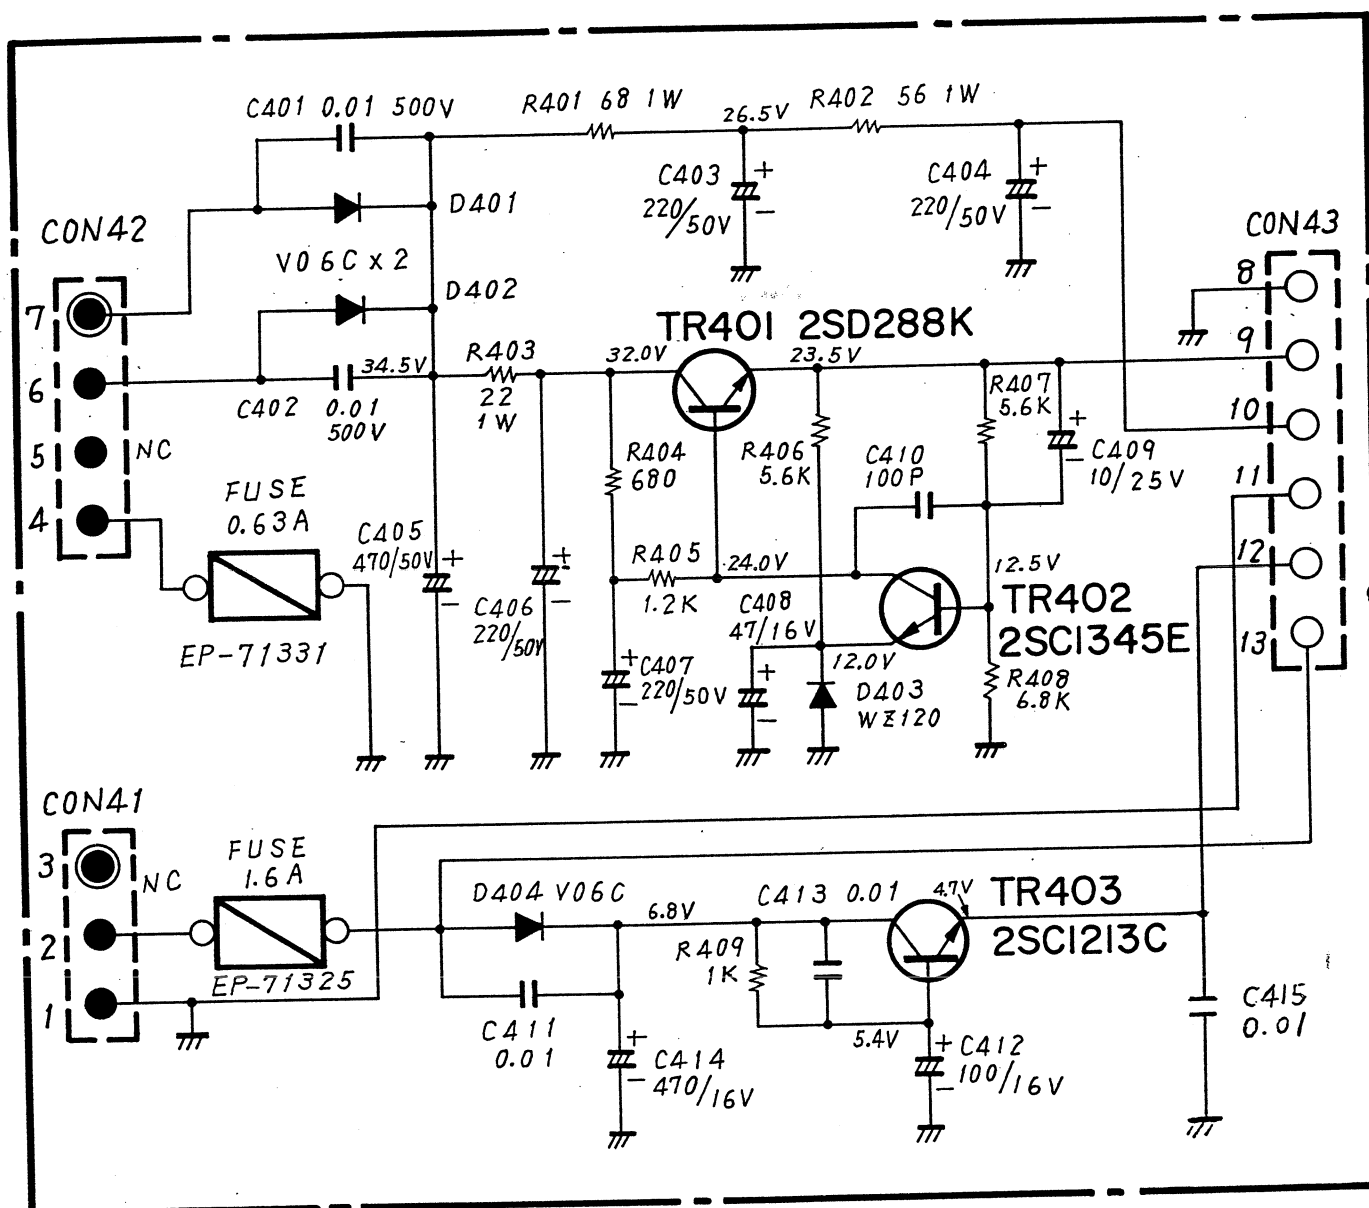 C401 0.01 500V
R401 68 1W
26.5V
R402 56 1W
C403
220/50V
+
-
C404
220/50V
+
-
CON42
D401
V06C x 2
D402
CON43
7
6
5
4
NC
34.5V
C402
0.01
500V
R403
22
1W
32.0V
TR401 2SD288K
23.5V
8
9
10
11
12
13
R407
5.6K
+
-
C409
10/25V
R404
680
R406
5.6K
C410
100P
FUSE
0.63A
EP-71331
C405
470/50V
+
-
C406
220/50V
+
-
R405
1.2K
24.0V
12.5V
TR402
2SC1345E
C408
47/16V
+
-
C407
220/50V
+
-
12.0V
D403
WZ120
R408
6.8K
CON41
3
2
1
NC
FUSE
1.6A
EP-71325
D404 V06C
6.8V
C413 0.01
4.7V
TR403
2SC1213C
R409
1K
C411
0.01
+
-
C414
470/16V
5.4V
+
-
C412
100/16V
C415
0.01